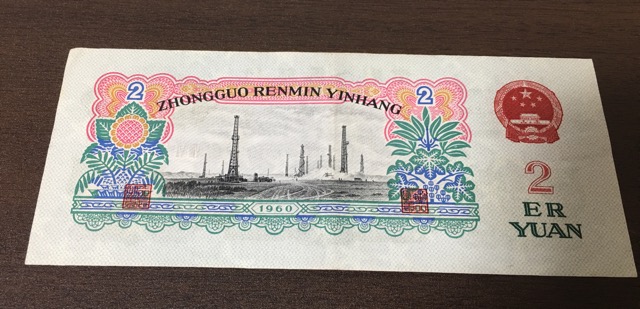 2
2
ZHONGGUO RENMIN YINHANG
1960
2
ER
YUAN